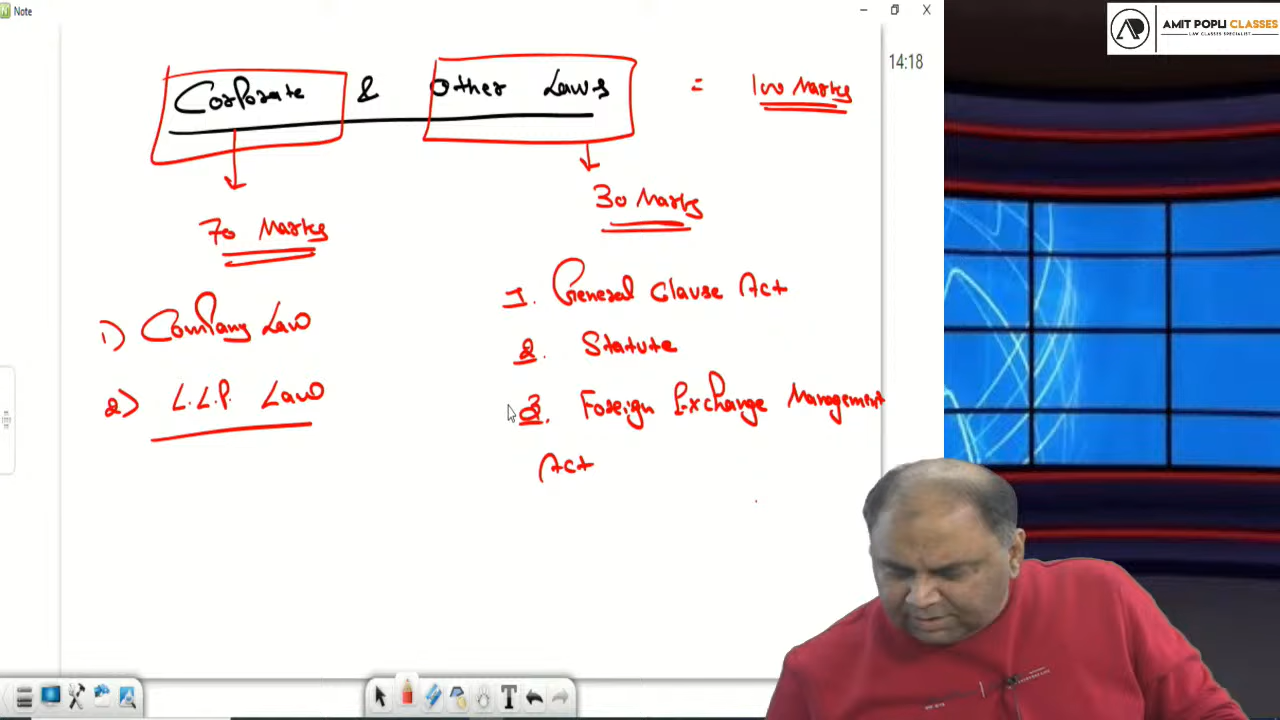 Note
AMIT POPLI CLASSES
LAW CLASSES SPECIALIST
14:18
Corporate & Other Laws = 100 Marks
70 Marks
30 Marks
1) Company Law
2) L.L.P. Law
1. General Clause Act
2. Statute
3. Foreign Exchange Management
Act